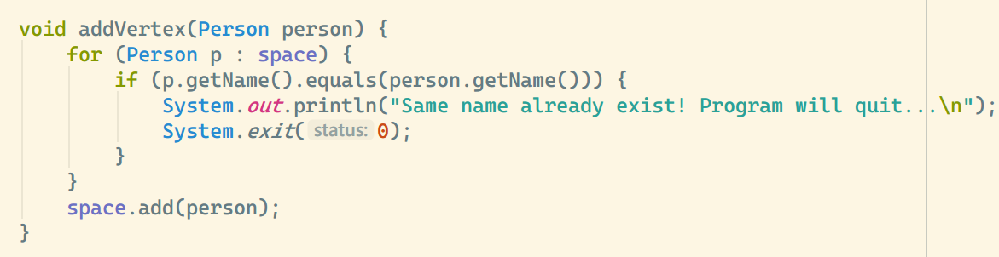 void addVertex(Person person) {
    for (Person p : space) {
        if (p.getName().equals(person.getName())) {
            System.out.println("Same name already exist! Program will quit...\n");
            System.exit( status: 0);
        }
    }
    space.add(person);
}